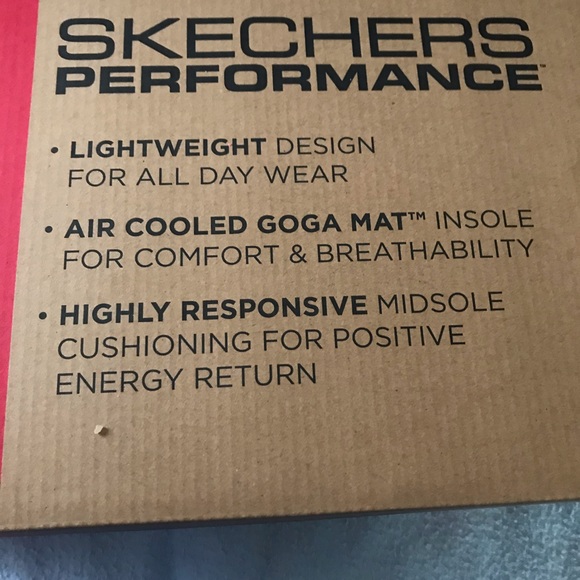 SKECHERS
PERFORMANCE™
• LIGHTWEIGHT DESIGN
FOR ALL DAY WEAR
• AIR COOLED GOGA MAT™ INSOLE
FOR COMFORT & BREATHABILITY
• HIGHLY RESPONSIVE MIDSOLE
CUSHIONING FOR POSITIVE
ENERGY RETURN